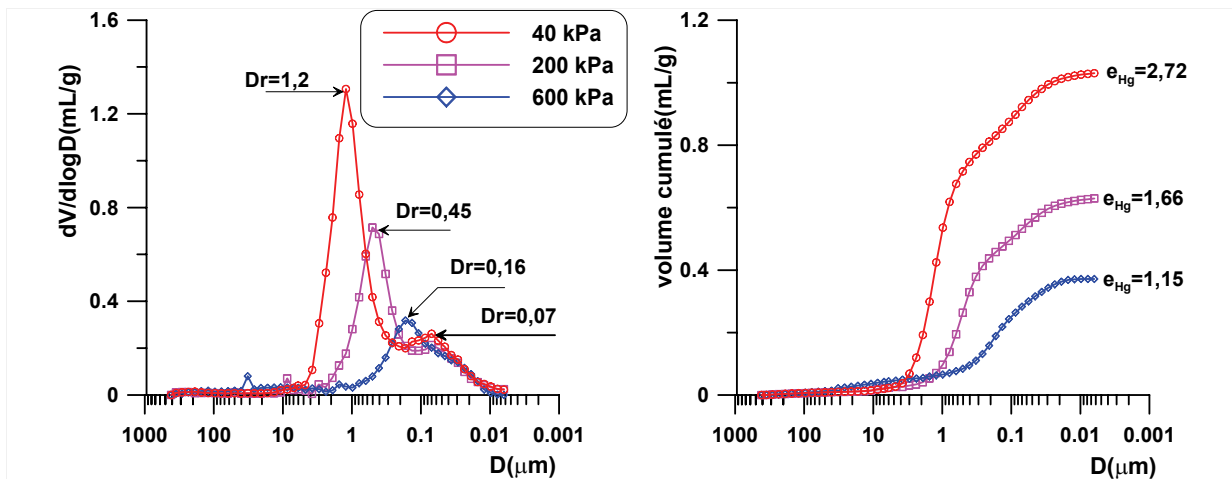 1.6
1.2
0.8
0.4
0
dV/dlogD(mL/g)
40 kPa
200 kPa
600 kPa
Dr=1,2
Dr=0,45
Dr=0,16
Dr=0,07
1000 100 10 1 0.1 0.01 0.001
D(μm)
1.2
0.8
0.4
0
volume cumulé(mL/g)
eHg=2,72
eHg=1,66
eHg=1,15
1000 100 10 1 0.1 0.01 0.001
D(μm)